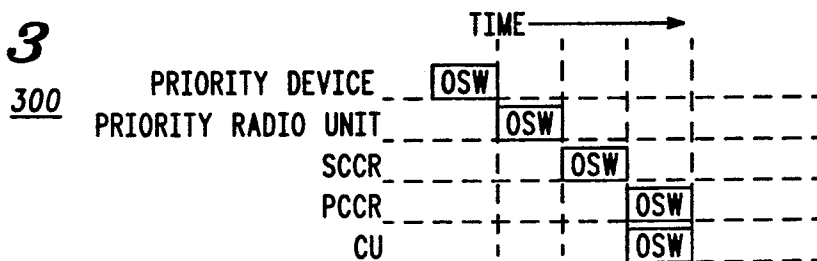 3
300
TIME
PRIORITY DEVICE OSW
PRIORITY RADIO UNIT OSW
SCCR OSW
PCCR OSW
CU OSW